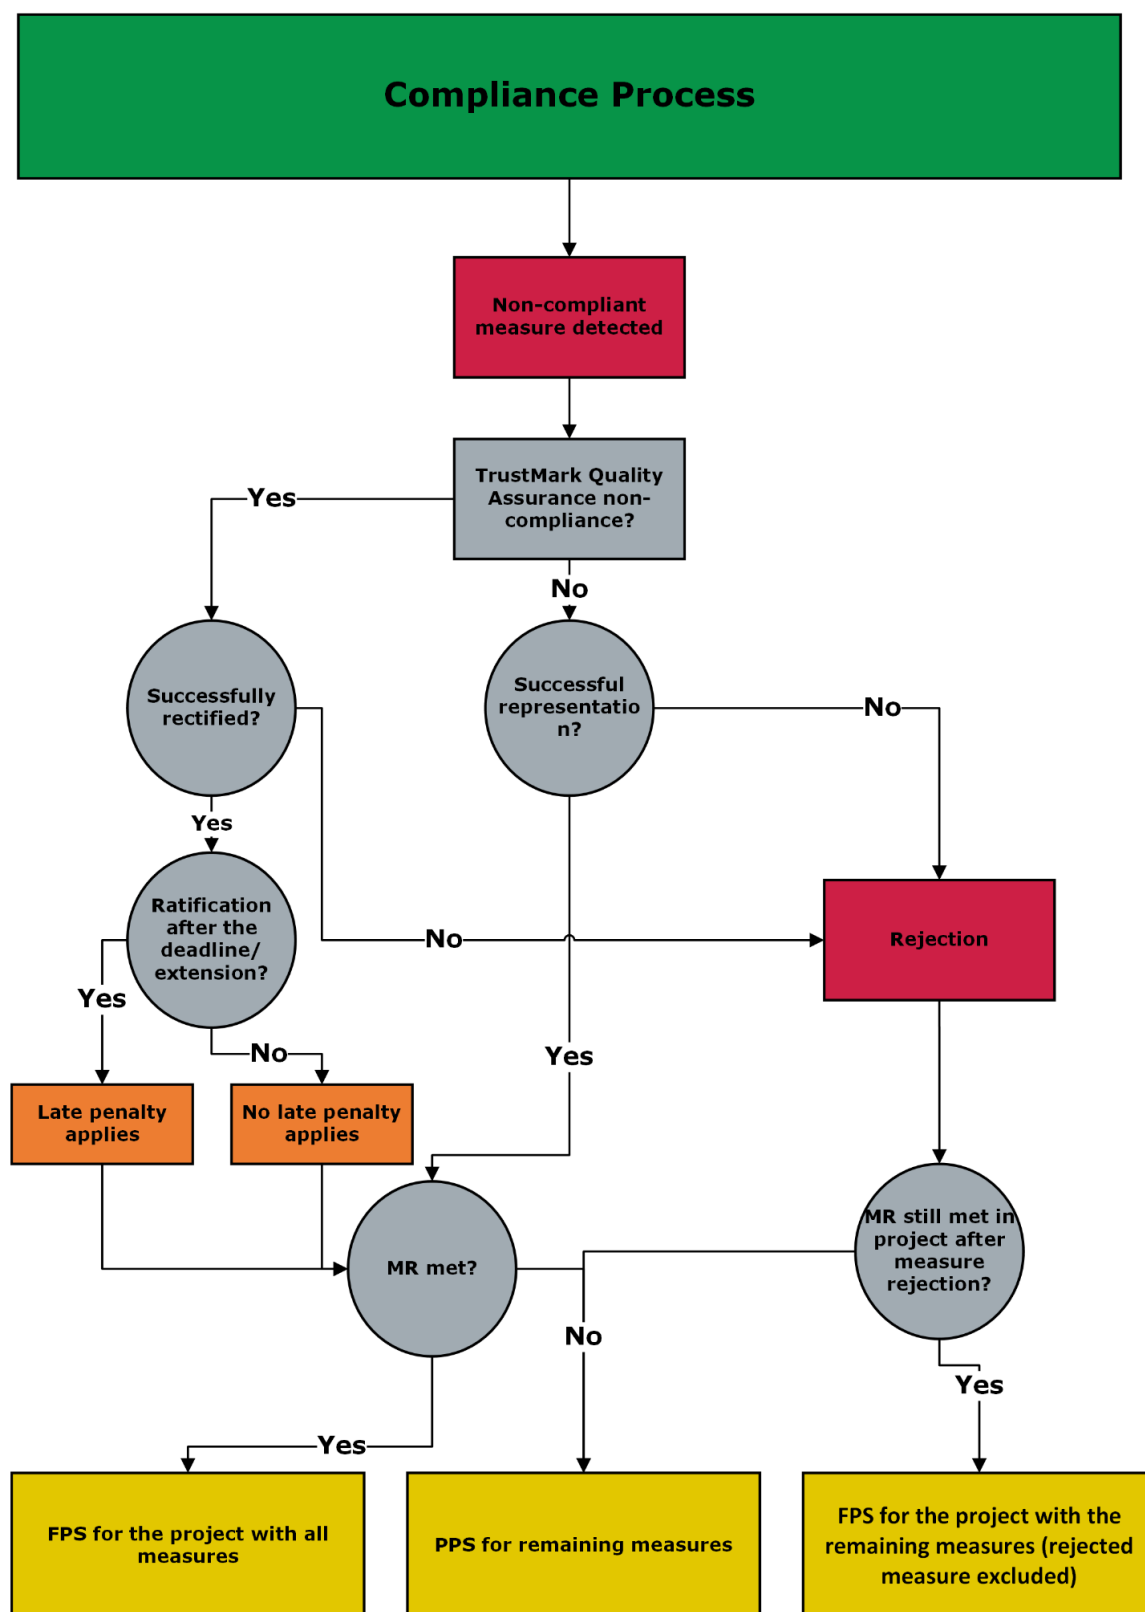 Compliance Process
Non-compliant
measure detected
TrustMark Quality
Assurance non-
compliance?
Yes
No
Successfully
rectified?
Successful
representatio
n?
No
Yes
Ratification
after the
deadline/
extension?
No
Rejection
Yes
No
Yes
Late penalty
applies
No late penalty
applies
MR met?
MR still met in
project after
measure
rejection?
No
Yes
Yes
FPS for the project with all
measures
PPS for remaining measures
FPS for the project with the
remaining measures (rejected
measure excluded)